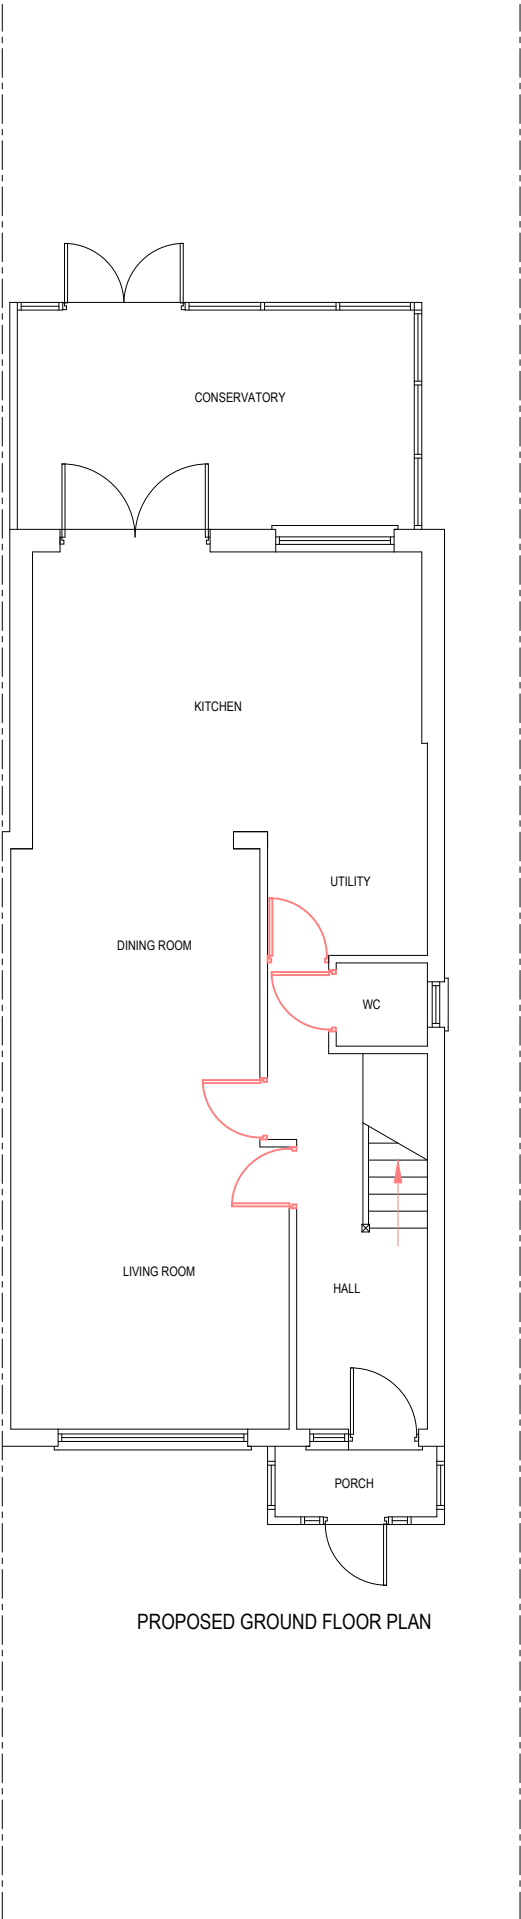 CONSERVATORY
KITCHEN
UTILITY
DINING ROOM
WC
LIVING ROOM
HALL
PORCH
PROPOSED GROUND FLOOR PLAN